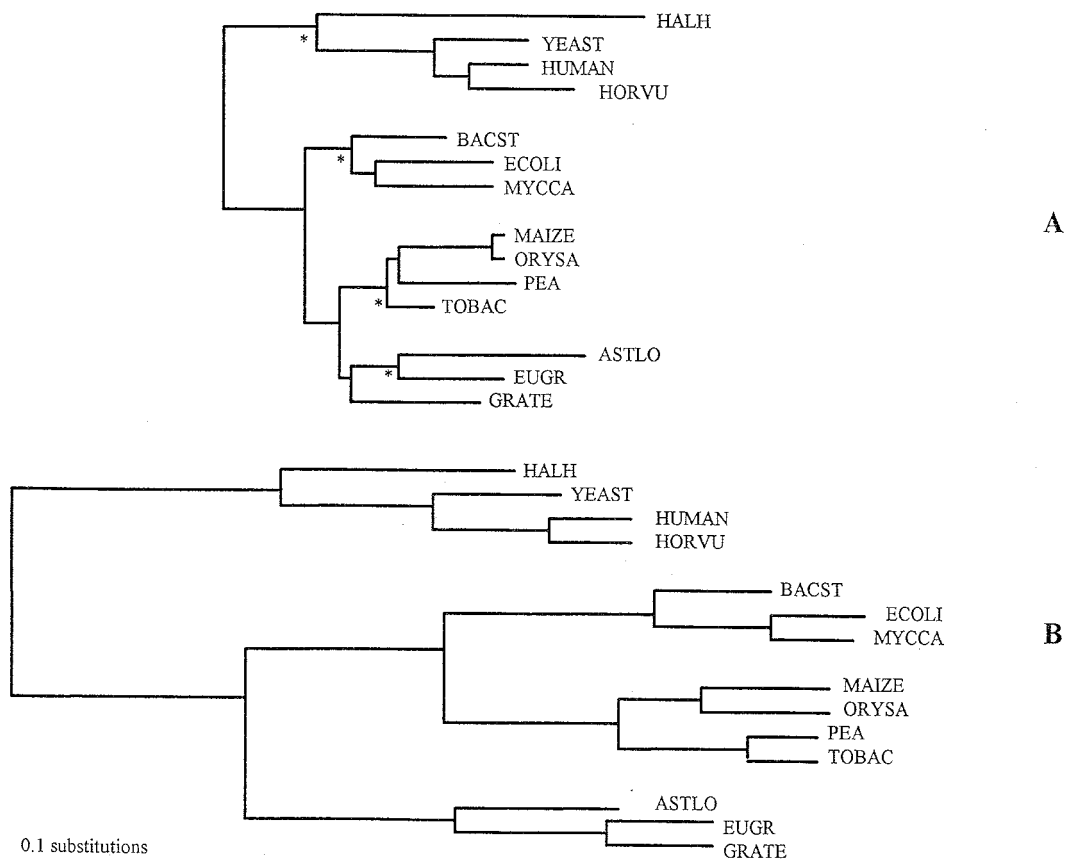 HALH
YEAST
HUMAN
HORVU
*
BACST
ECOLI
MYCCA
*
A
MAIZE
ORYSA
PEA
TOBAC
*
ASTLO
EUGR
GRATE
*
HALH
YEAST
HUMAN
HORVU
BACST
ECOLI
MYCCA
B
MAIZE
ORYSA
PEA
TOBAC
ASTLO
EUGR
GRATE
0.1 substitutions